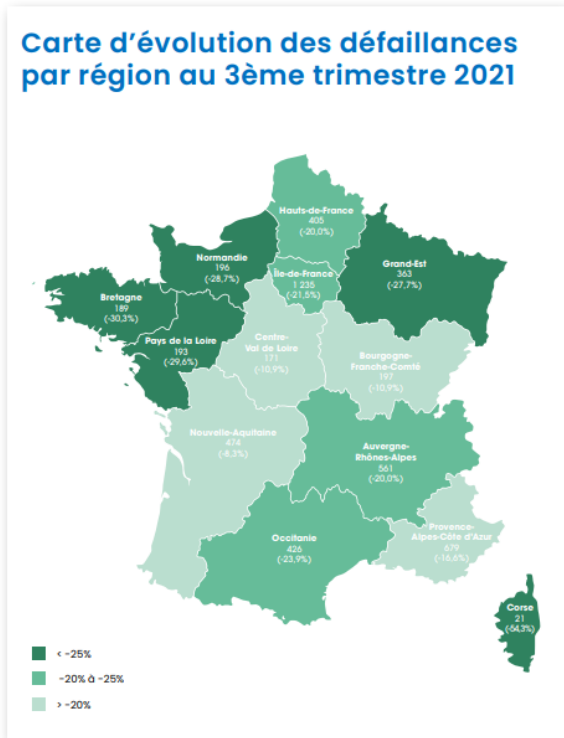 Carte d’évolution des défaillances
par région au 3ème trimestre 2021
Hauts-de-France
405
(-20,0%)
Normandie
196
(-28,7%)
Île-de-France
1 235
(-21,5%)
Grand-Est
363
(-27,7%)
Bretagne
189
(-30,3%)
Pays de la Loire
193
(-29,6%)
Centre-
Val de Loire
171
(-10,9%)
Bourgogne-
Franche-Comté
197
(-10,9%)
Nouvelle-Aquitaine
474
(-8,3%)
Auvergne-
Rhônes-Alpes
561
(-20,0%)
Occitanie
426
(-23,9%)
Provence-
Alpes-Côte d’Azur
679
(-16,6%)
Corse
21
(-54,3%)
< -25%
-20% à -25%
> -20%